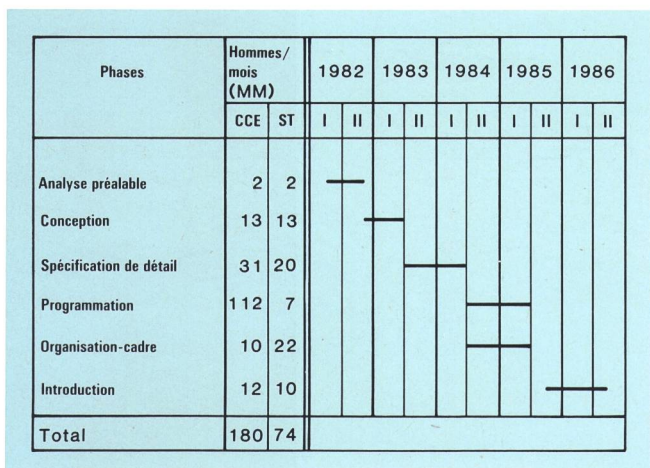 Phases Hommes/ mois (MM) 1982 1983 1984 1985 1986
CCE ST I II I II I II I II I II
Analyse préalable 2 2
Conception 13 13
Spécification de détail 31 20
Programmation 112 7
Organisation-cadre 10 22
Introduction 12 10
Total 180 74